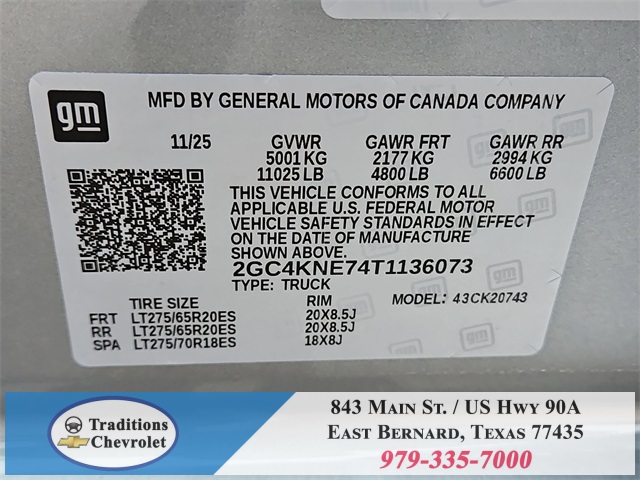 gm
MFD BY GENERAL MOTORS OF CANADA COMPANY
11/25 GVWR GAWR FRT GAWR RR
5001 KG 2177 KG 2994 KG
11025 LB 4800 LB 6600 LB
THIS VEHICLE CONFORMS TO ALL
APPLICABLE U.S. FEDERAL MOTOR
VEHICLE SAFETY STANDARDS IN EFFECT
ON THE DATE OF MANUFACTURE
SHOWN ABOVE.
2GC4KNE74T1136073
TYPE: TRUCK MODEL: 43CK20743
TIRE SIZE RIM
FRT LT275/65R20ES 20X8.5J
RR LT275/65R20ES 20X8.5J
SPA LT275/70R18ES 18X8J
Traditions
Chevrolet
843 Main St. / US Hwy 90A
East Bernard, Texas 77435
979-335-7000